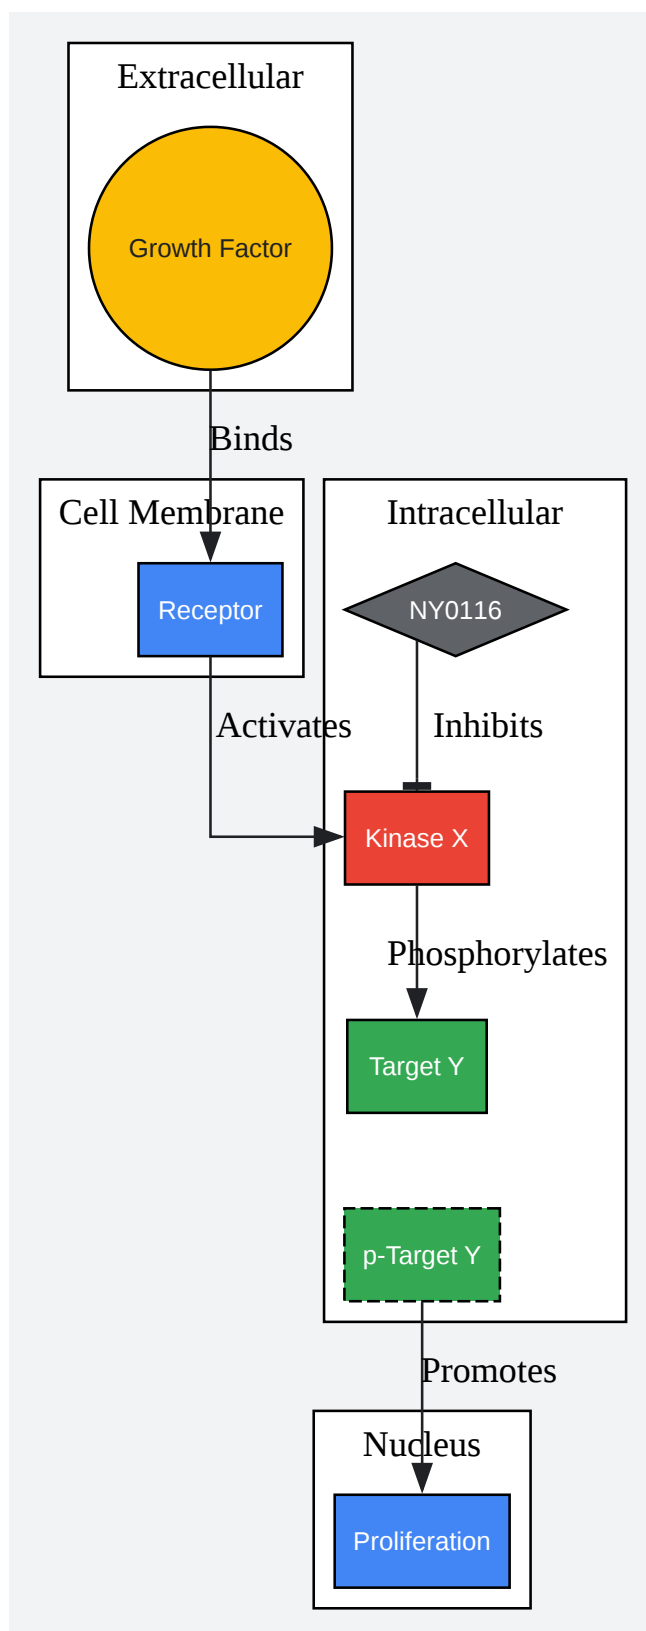 Extracellular
Growth Factor
Binds
Cell Membrane
Intracellular
Receptor
NY0116
Activates
Inhibits
Kinase X
Phosphorylates
Target Y
p-Target Y
Promotes
Nucleus
Proliferation